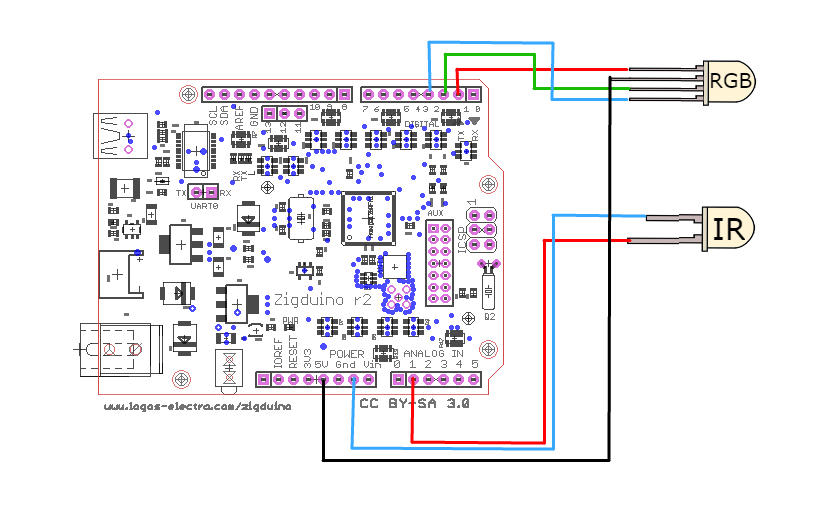 RGB
SCL
SDA
AREF
GND
13
12
11
10 9 8
7 6 5 4 3 2 1 0
DIGITAL
TX
RX
RX
TX
L
TX RX
UART0
AUX
1
ICSP
IR
Zigduino r2
Q2
PWR
IOREF
RESET
3V3
5V Gnd Vin
POWER
ANALOG IN
0 1 2 3 4 5
www.logos-electro.com/zigduino
CC BY-SA 3.0